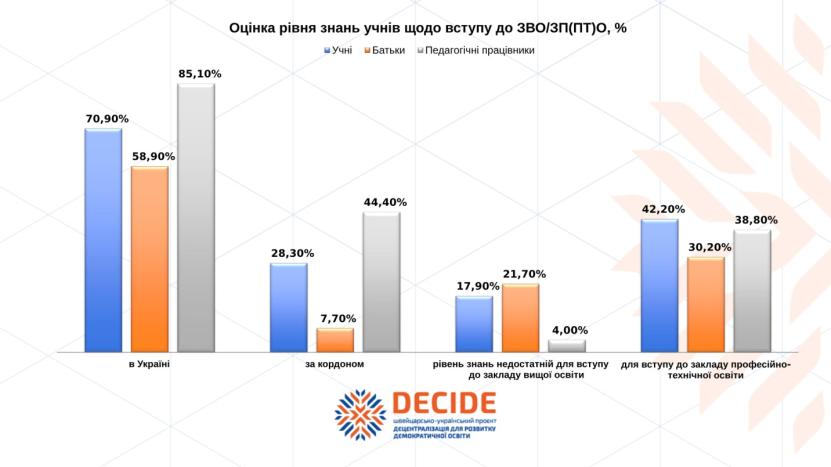 Оцінка рівня знань учнів щодо вступу до ЗВО/ЗП(ПТ)О, %
Учні Батьки Педагогічні працівники
85,10%
70,90%
58,90%
44,40%
28,30%
7,70%
17,90%
21,70%
4,00%
42,20%
30,20%
38,80%
в Україні
за кордоном
рівень знань недостатній для вступу
до закладу вищої освіти
для вступу до закладу професійно-
технічної освіти
DECIDE
швейцарсько-український проєкт
ДЕЦЕНТРАЛІЗАЦІЯ ДЛЯ РОЗВИТКУ
ДЕМОКРАТИЧНОЇ ОСВІТИ